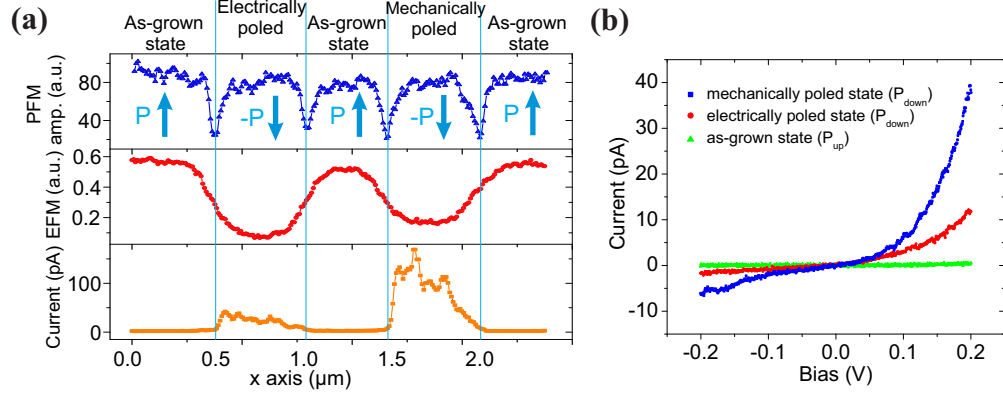 (a)
As-grown state
Electrically poled
As-grown state
Mechanically poled
As-grown state
PFM amp. (a.u.)
80
40
P
-P
P
-P
P
EFM (a.u.)
0.6
0.4
0.2
Current (pA)
100
0
0.0 0.5 1.0 1.5 2.0
x axis (µm)
(b)
Current (pA)
40
30
20
10
0
-10
mechanically poled state (Pdown)
electrically poled state (Pdown)
as-grown state (Pup)
-0.2 -0.1 0.0 0.1 0.2
Bias (V)